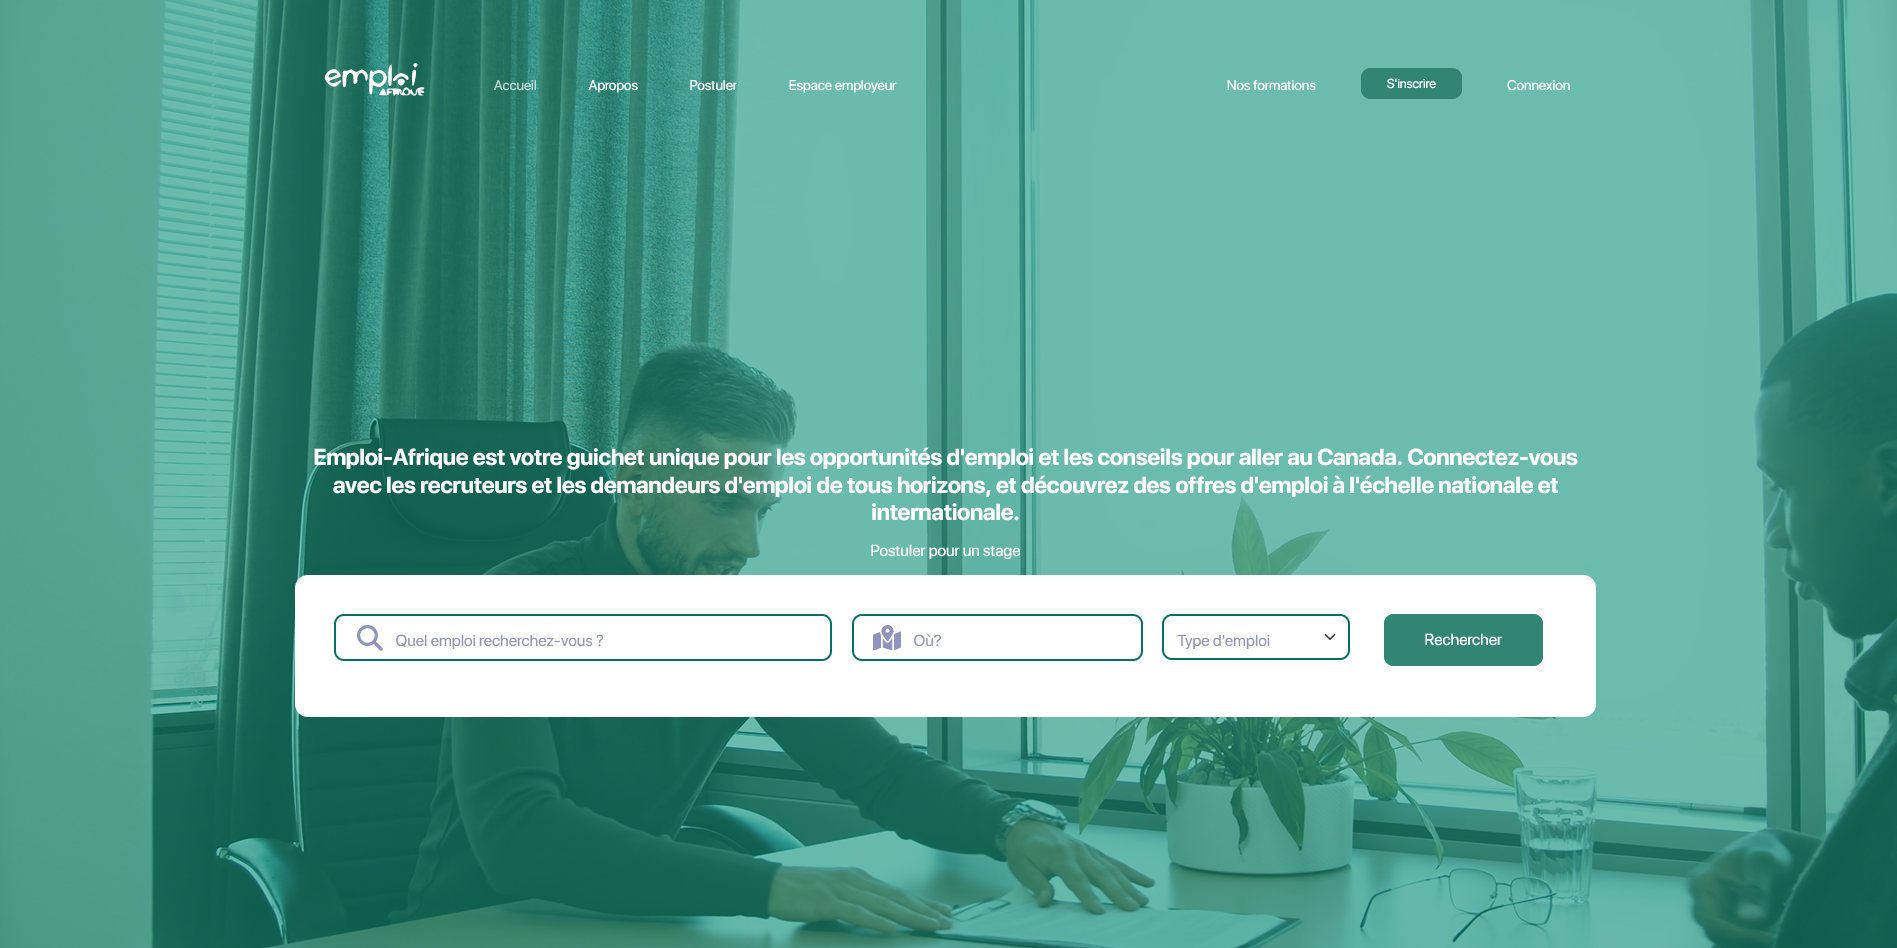 emploi
AFRIQUE
Accueil
Apropos
Postuler
Espace employeur
Nos formations
S'inscrire
Connexion
Emploi-Afrique est votre guichet unique pour les opportunités d'emploi et les conseils pour aller au Canada. Connectez-vous
avec les recruteurs et les demandeurs d'emploi de tous horizons, et découvrez des offres d'emploi à l'échelle nationale et
internationale.
Postuler pour un stage
Quel emploi recherchez-vous ?
Où?
Type d'emploi
Rechercher